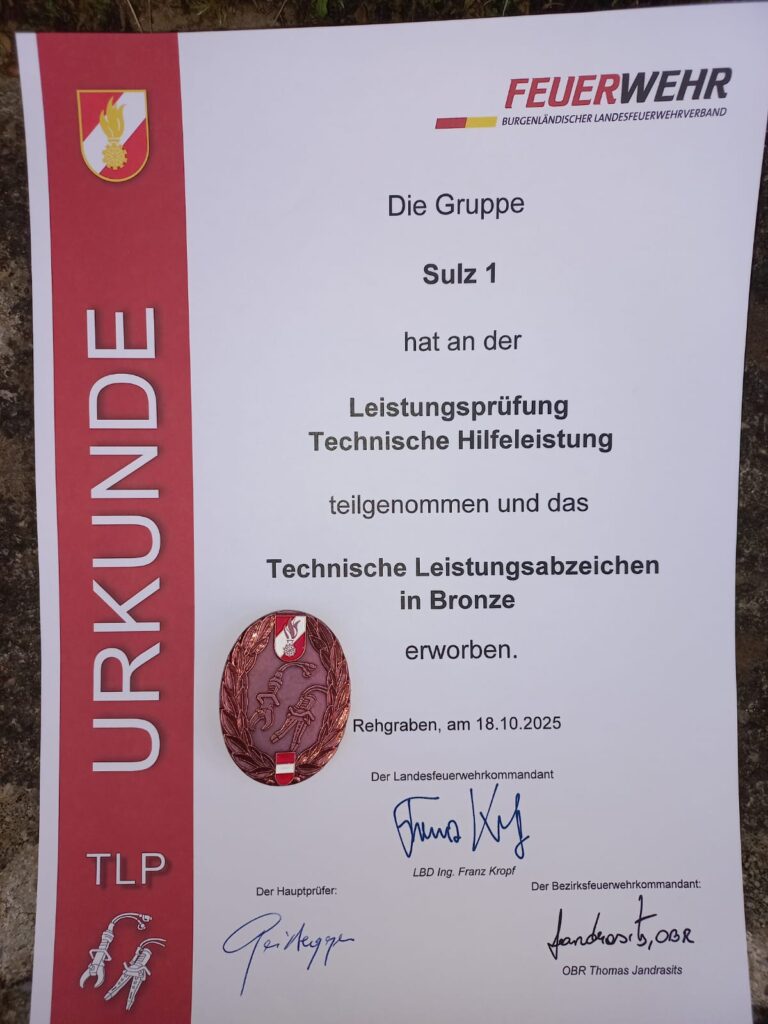 FEUERWEHR
BURGENLÄNDISCHER LANDESFEUERWEHRVERBAND
URKUNDE
TLP
Die Gruppe
Sulz 1
hat an der
Leistungsprüfung
Technische Hilfeleistung
teilgenommen und das
Technische Leistungsabzeichen
in Bronze
erworben.
Rehgraben, am 18.10.2025
Der Landesfeuerwehrkommandant
LBD Ing. Franz Kropf
Der Hauptprüfer:
Der Bezirksfeuerwehrkommandant:
Jandrasits, OBR
OBR Thomas Jandrasits